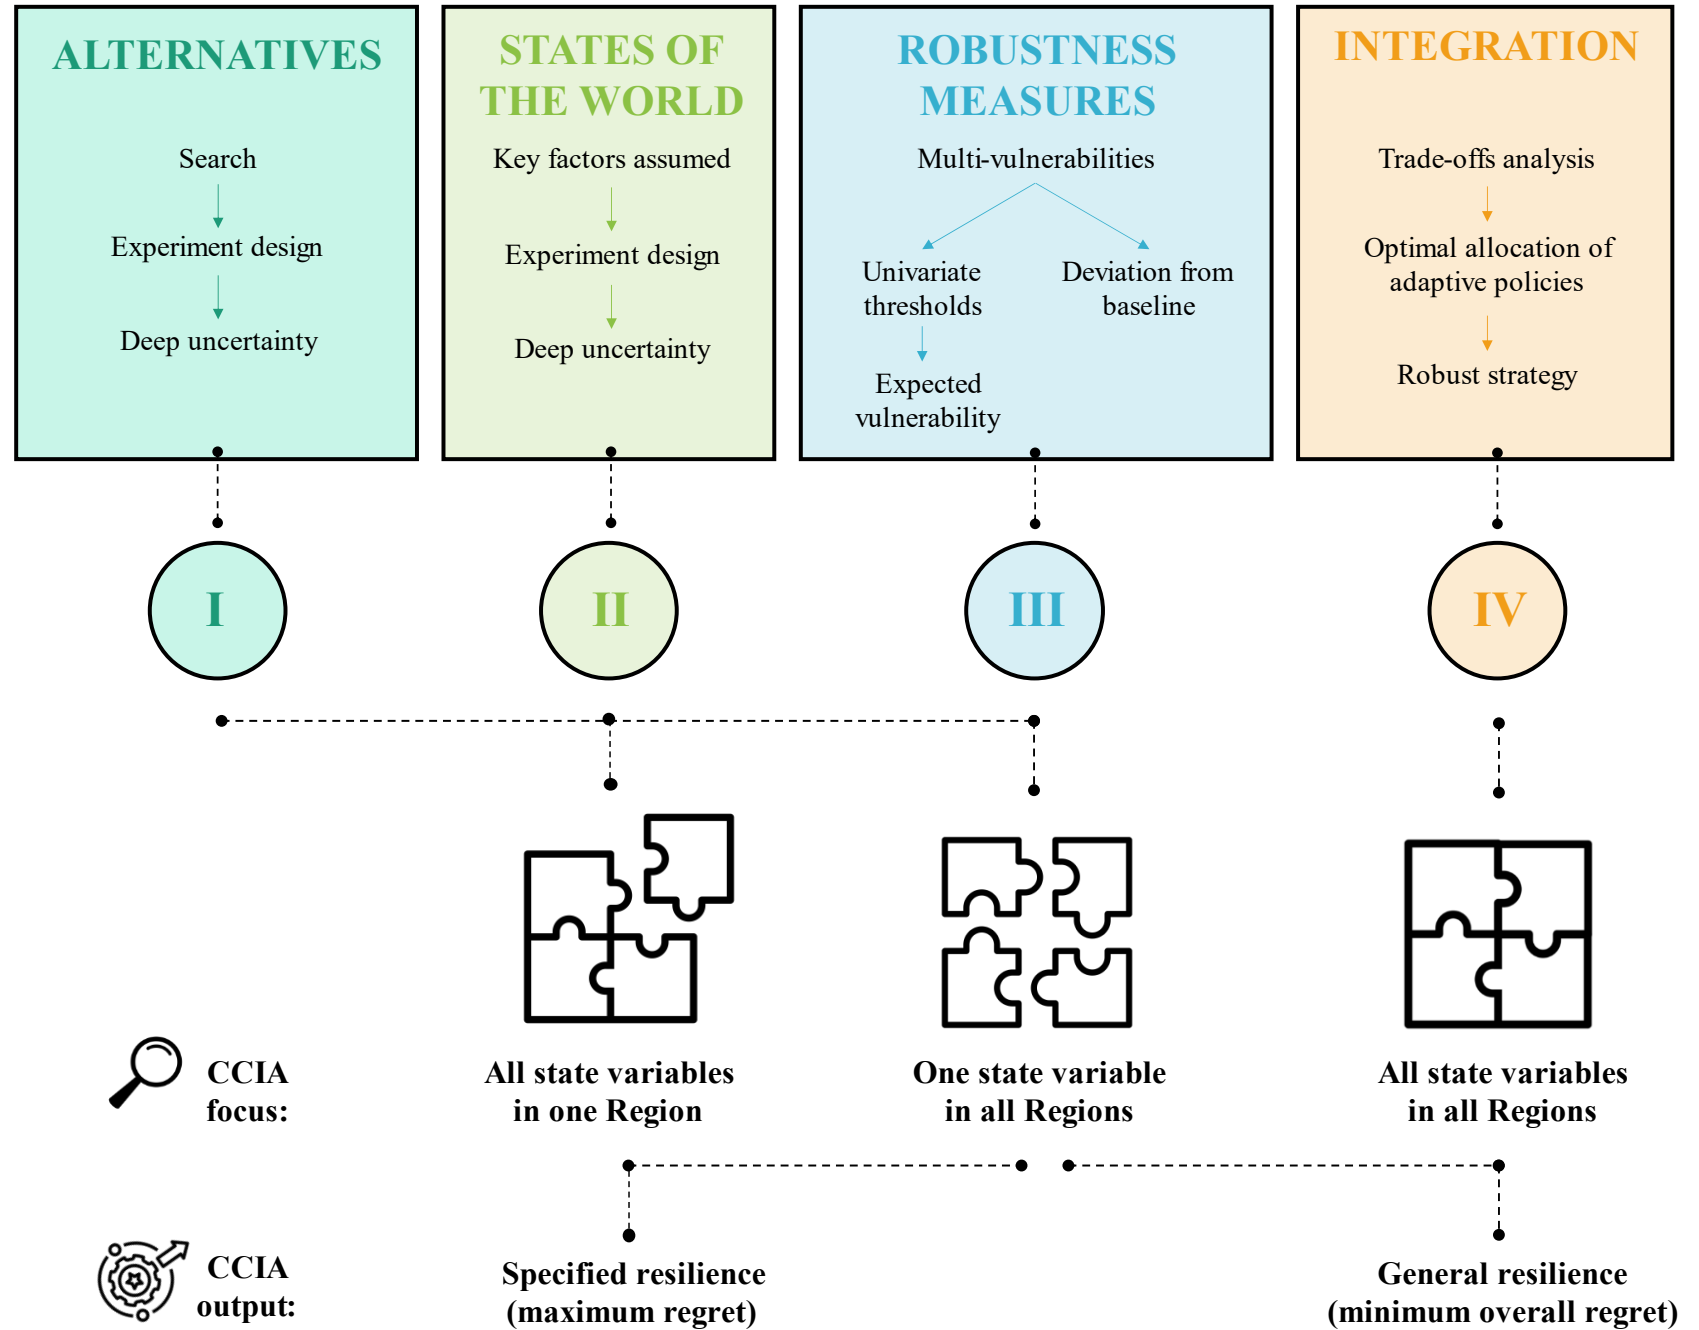 ALTERNATIVES
Search
Experiment design
Deep uncertainty
STATES OF
THE WORLD
Key factors assumed
Experiment design
Deep uncertainty
ROBUSTNESS
MEASURES
Multi-vulnerabilities
Univariate
thresholds
Deviation from
baseline
Expected
vulnerability
INTEGRATION
Trade-offs analysis
Optimal allocation of
adaptive policies
Robust strategy
I
II
III
IV
CCIA
focus:
All state variables
in one Region
One state variable
in all Regions
All state variables
in all Regions
CCIA
output:
Specified resilience
(maximum regret)
General resilience
(minimum overall regret)